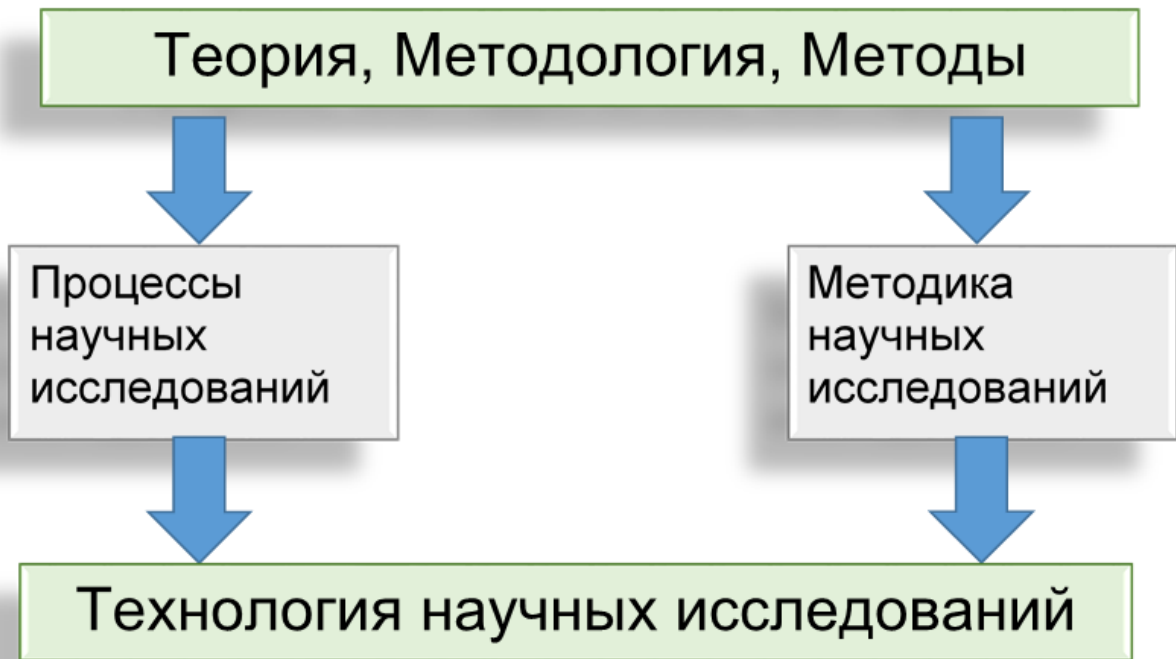 Теория, Методология, Методы
Процессы
научных
исследований
Методика
научных
исследований
Технология научных исследований